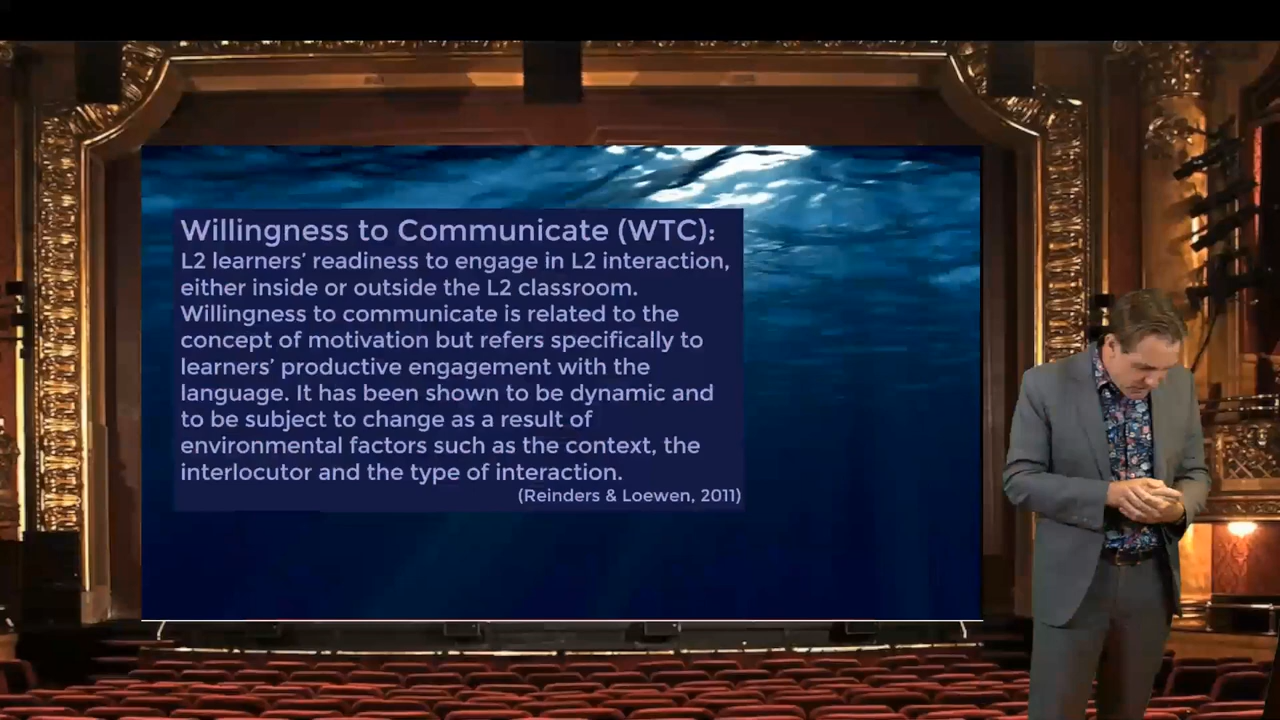 Willingness to Communicate (WTC):
L2 learners' readiness to engage in L2 interaction,
either inside or outside the L2 classroom.
Willingness to communicate is related to the
concept of motivation but refers specifically to
learners' productive engagement with the
language. It has been shown to be dynamic and
to be subject to change as a result of
environmental factors such as the context, the
interlocutor and the type of interaction.
(Reinders & Loewen, 2011)